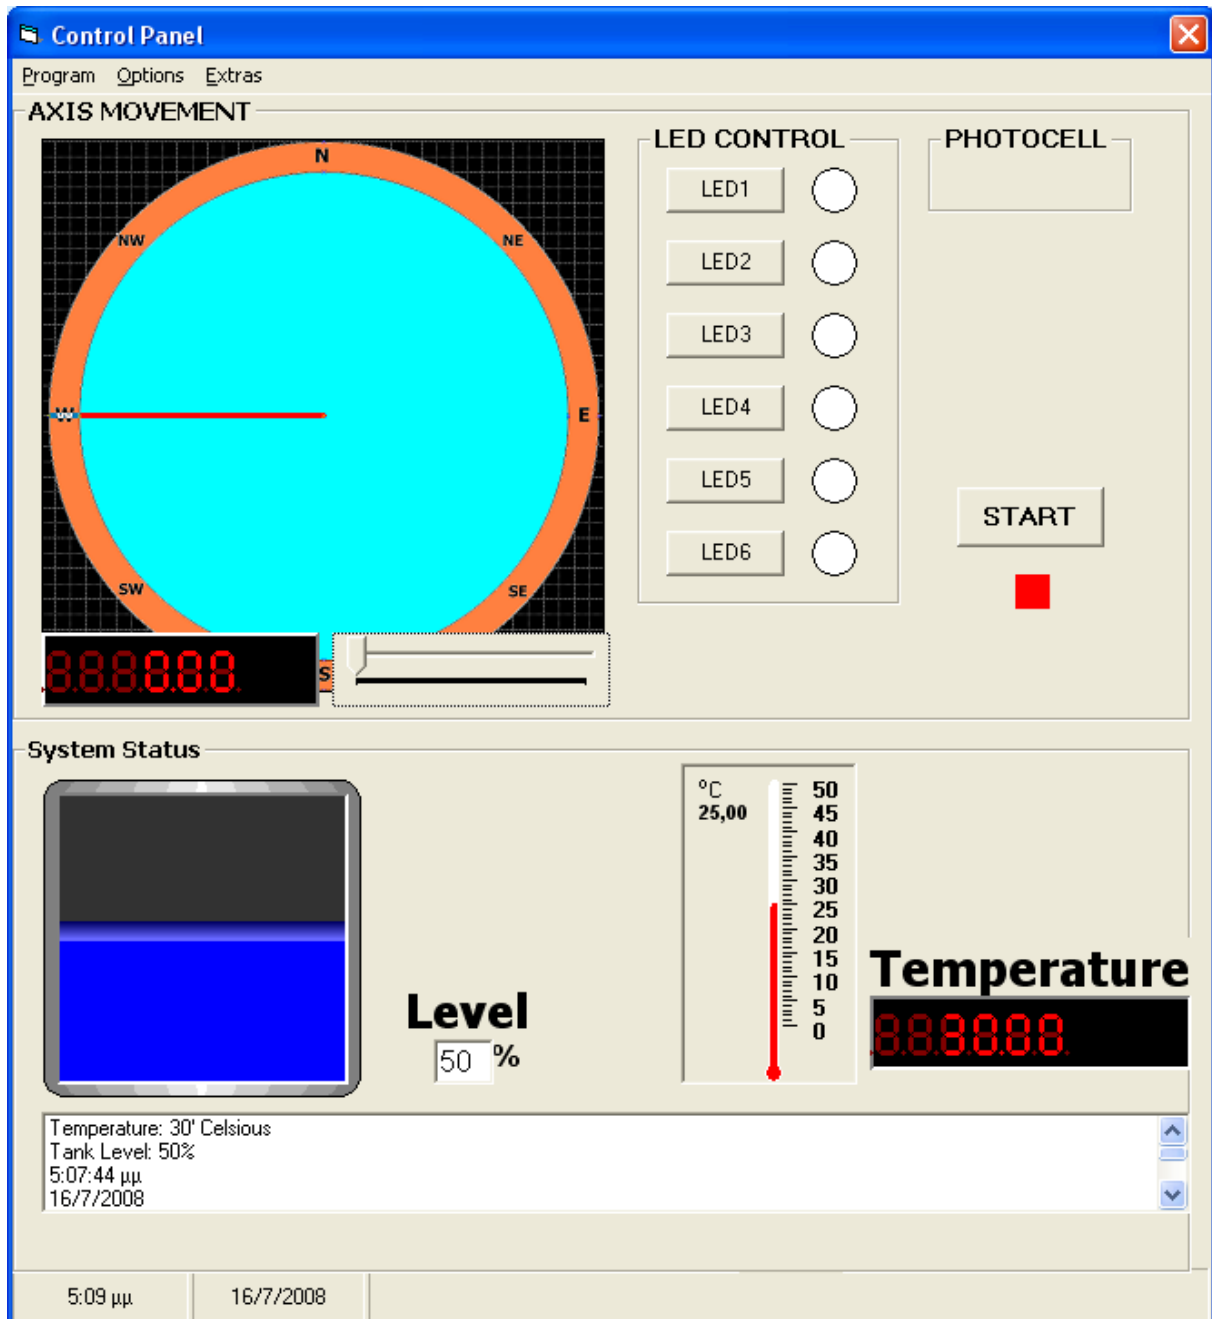 Control Panel
Program Options Extras
AXIS MOVEMENT
N
NW
NE
W
E
SW
SE
S
000
LED CONTROL
LED1
LED2
LED3
LED4
LED5
LED6
PHOTOCELL
START
System Status
Level
50 %
°C
25,00
50
45
40
35
30
25
20
15
10
5
0
Temperature
Temperature: 30' Celsious
Tank Level: 50%
5:07:44 μμ
16/7/2008
5:09 μμ 16/7/2008